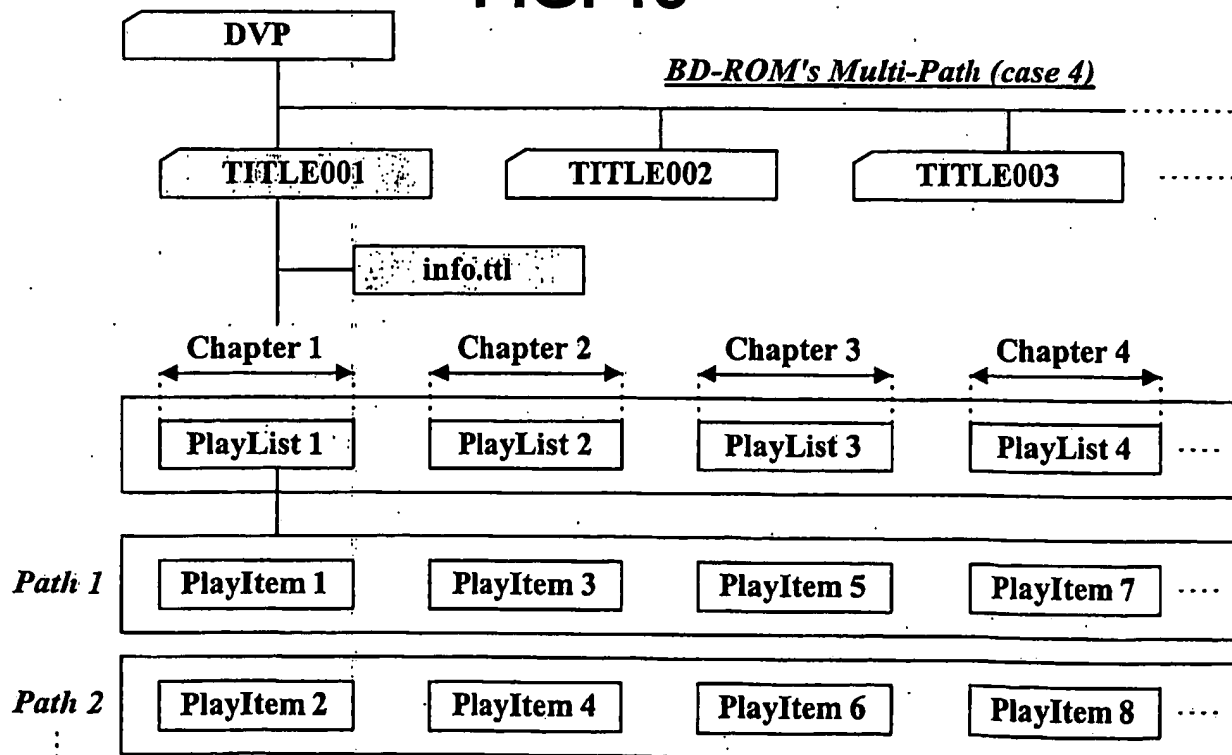 DVP
BD-ROM's Multi-Path (case 4)
TITLE001 TITLE002 TITLE003
info.ttl
Chapter 1 Chapter 2 Chapter 3 Chapter 4
PlayList 1 PlayList 2 PlayList 3 PlayList 4
Path 1 PlayItem 1 PlayItem 3 PlayItem 5 PlayItem 7
Path 2 PlayItem 2 PlayItem 4 PlayItem 6 PlayItem 8